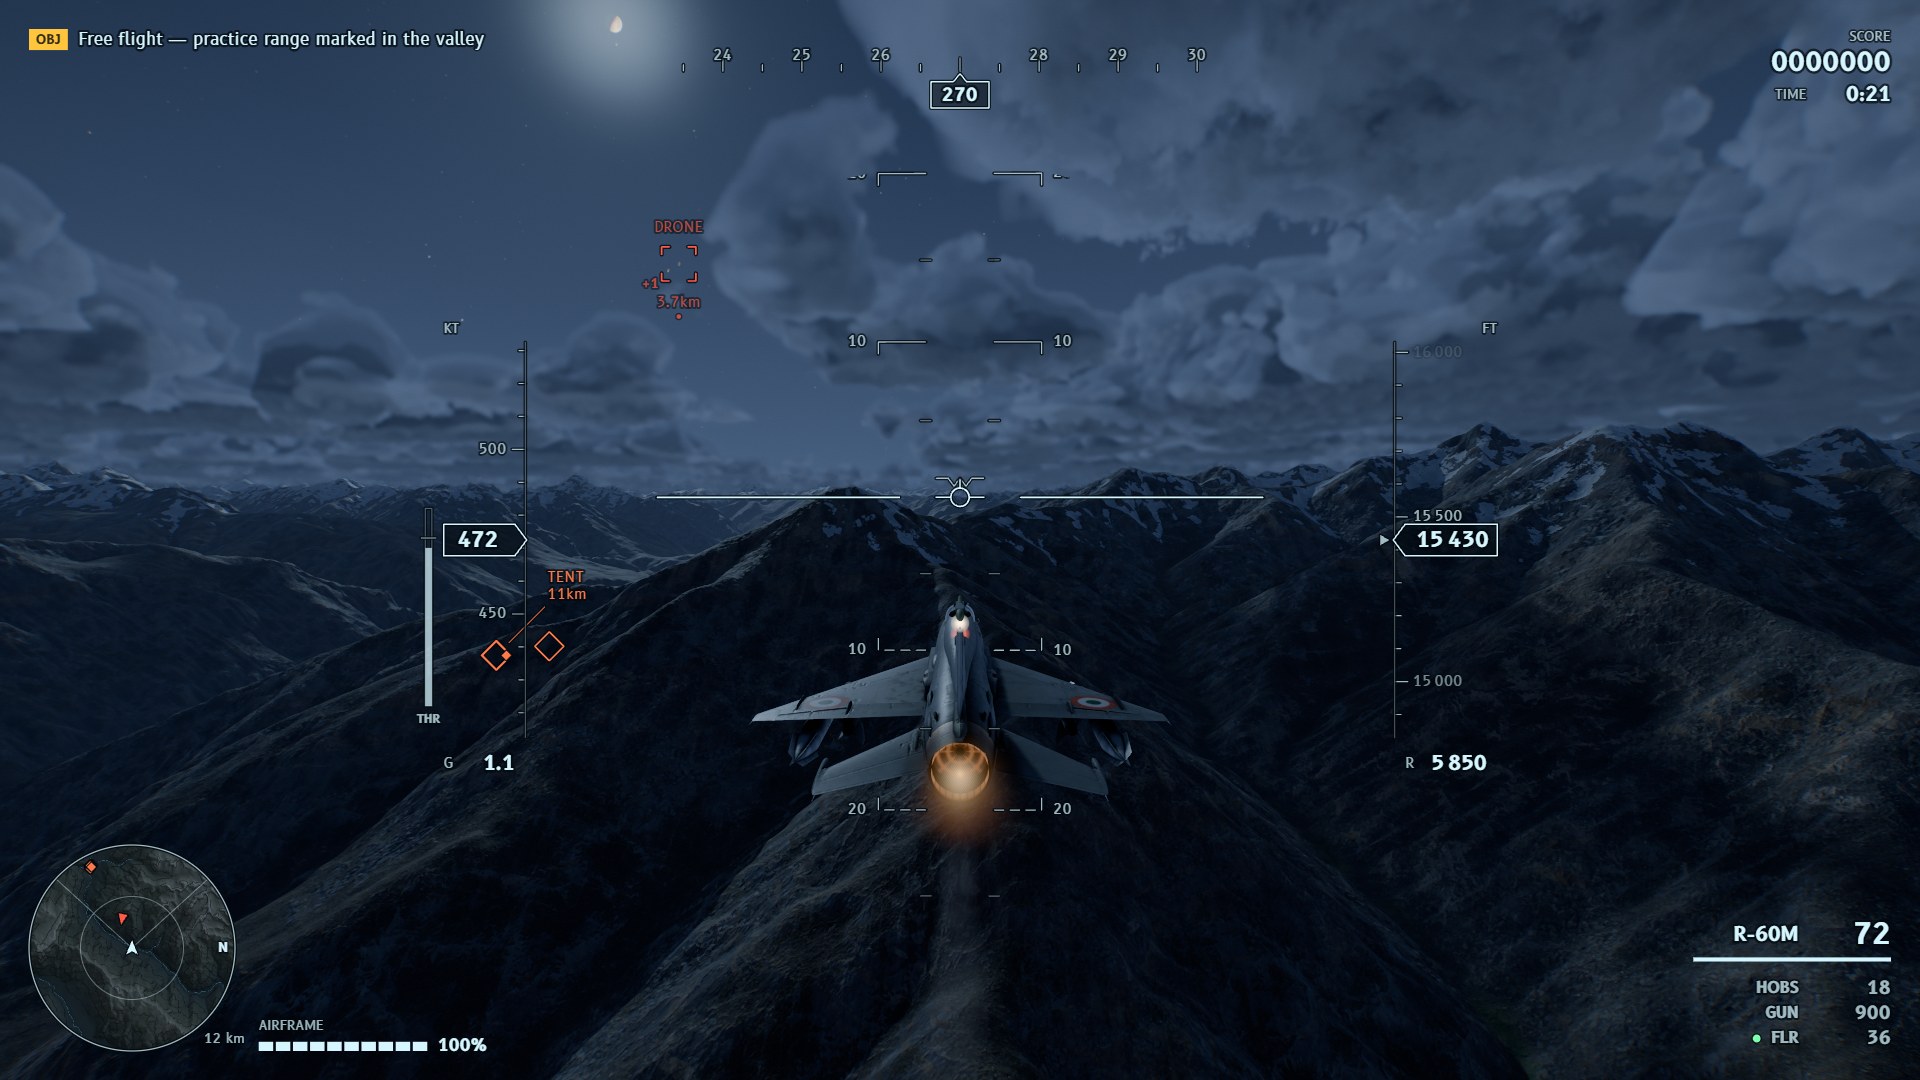 OBJ Free flight — practice range marked in the valley
24 25 26 28 29 30
270
SCORE
0000000
TIME 0:21
DRONE
+1
3.7km
KT
FT
10 10
16 000
500
15 500
472
15 430
TENT
11km
450
10 10
15 000
THR
G 1.1
R 5 850
20 20
N
12 km
AIRFRAME
100%
R-60M 72
HOBS 18
GUN 900
FLR 36